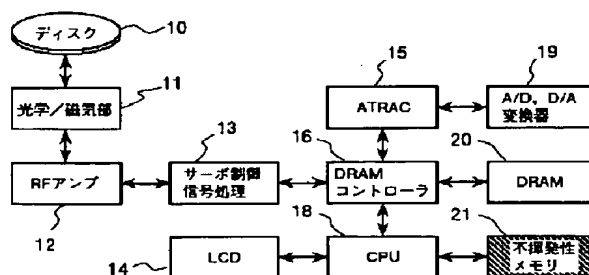 ディスク
10
11
光学／磁気部
15
ATRAC
19
A/D，D/A
変換器
13
16
20
RFアンプ
サーボ制御
信号処理
DRAM
コントローラ
DRAM
12
18
21
14
LCD
CPU
不揮発性
メモリ